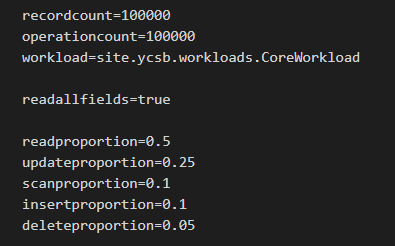 recordcount=100000
operationcount=100000
workload=site.ycsb.workloads.CoreWorkload
readallfields=true
readproportion=0.5
updateproportion=0.25
scanproportion=0.1
insertproportion=0.1
deleteproportion=0.05